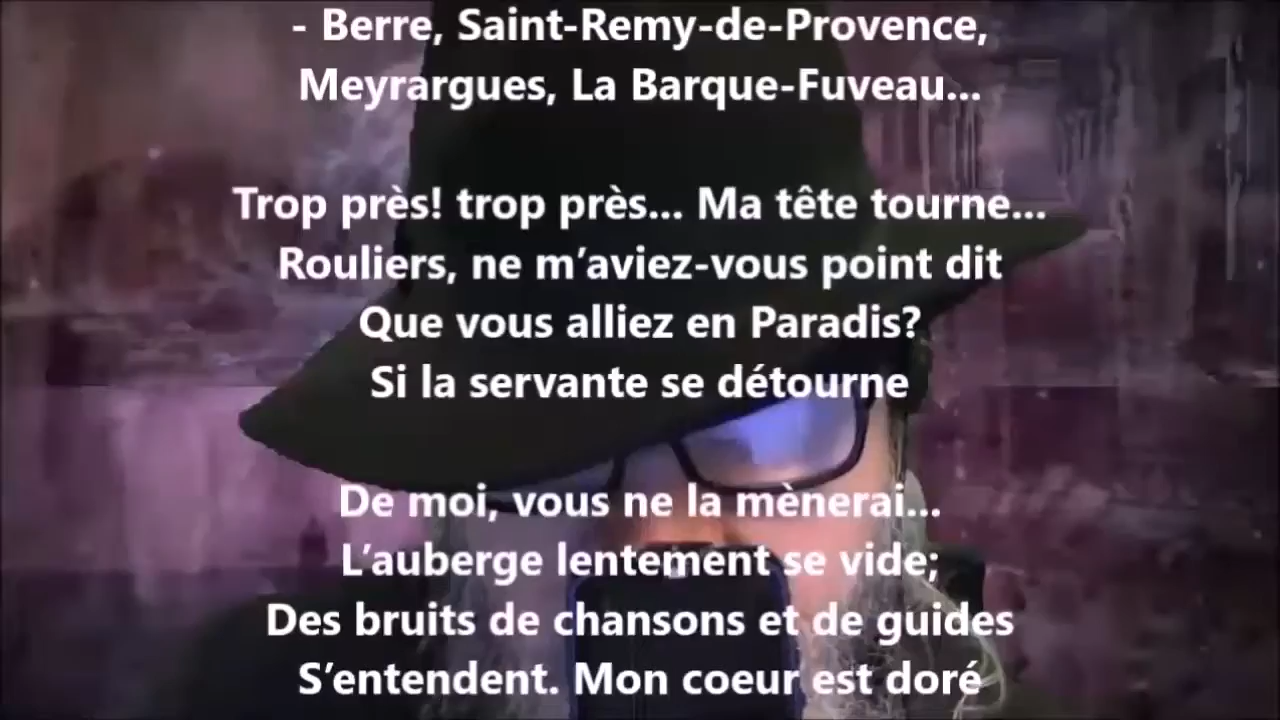 - Berre, Saint-Remy-de-Provence,
Meyrargues, La Barque-Fuveau...
Trop près! trop près... Ma tête tourne...
Rouliers, ne m’aviez-vous point dit
Que vous alliez en Paradis?
Si la servante se détourne
De moi, vous ne la mènerai...
L’auberge lentement se vide;
Des bruits de chansons et de guides
S’entendent. Mon coeur est doré